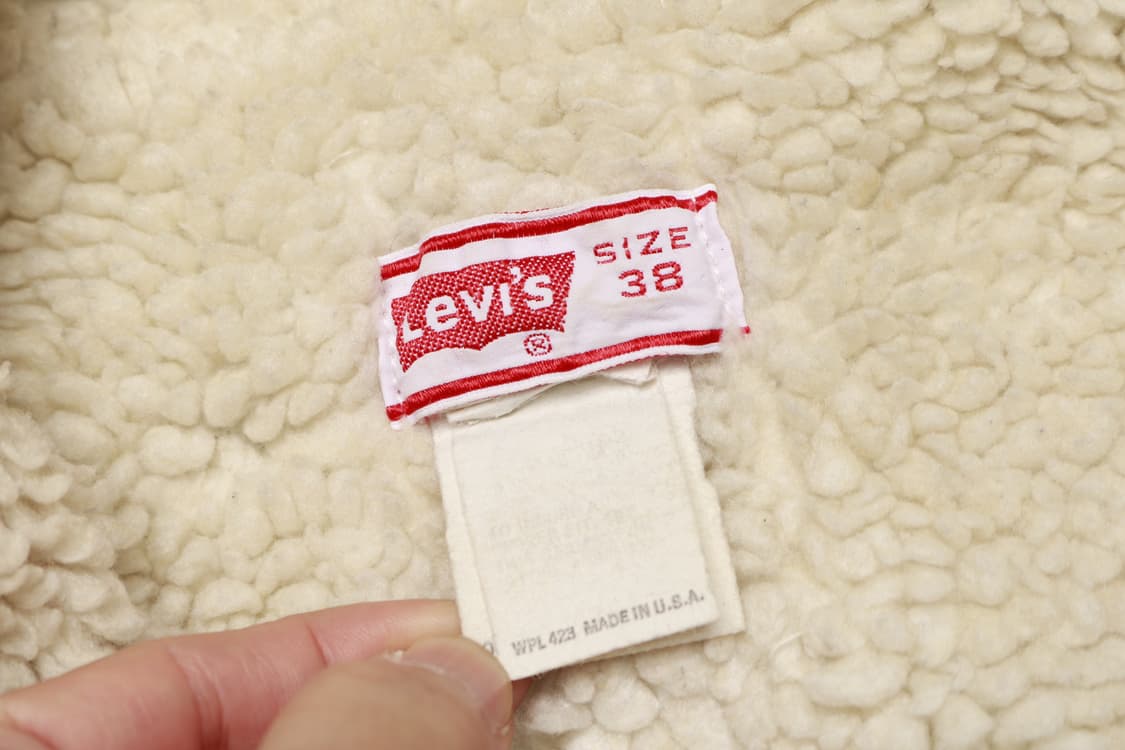 Levi's
®
SIZE
38
WPL 423 MADE IN U.S.A.